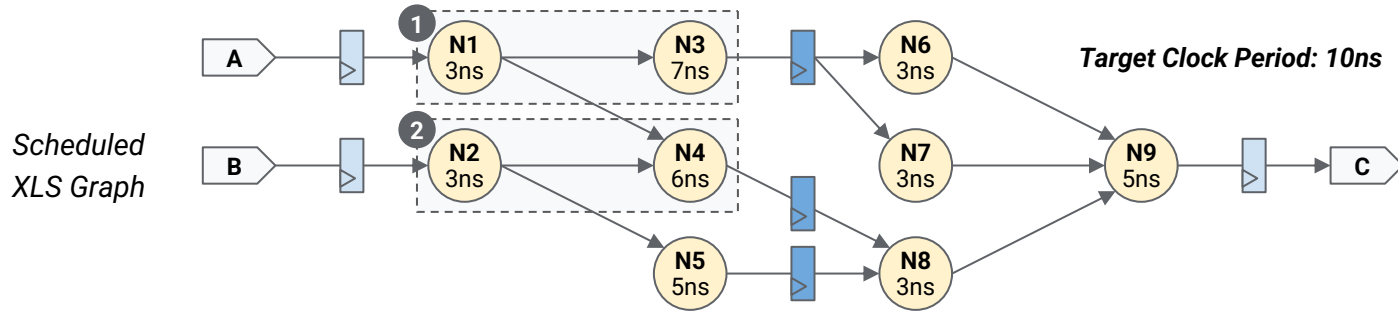 1
A
N1
3ns
N3
7ns
N6
3ns
Target Clock Period: 10ns
Scheduled
XLS Graph
2
B
N2
3ns
N4
6ns
N7
3ns
N9
5ns
C
N5
5ns
N8
3ns